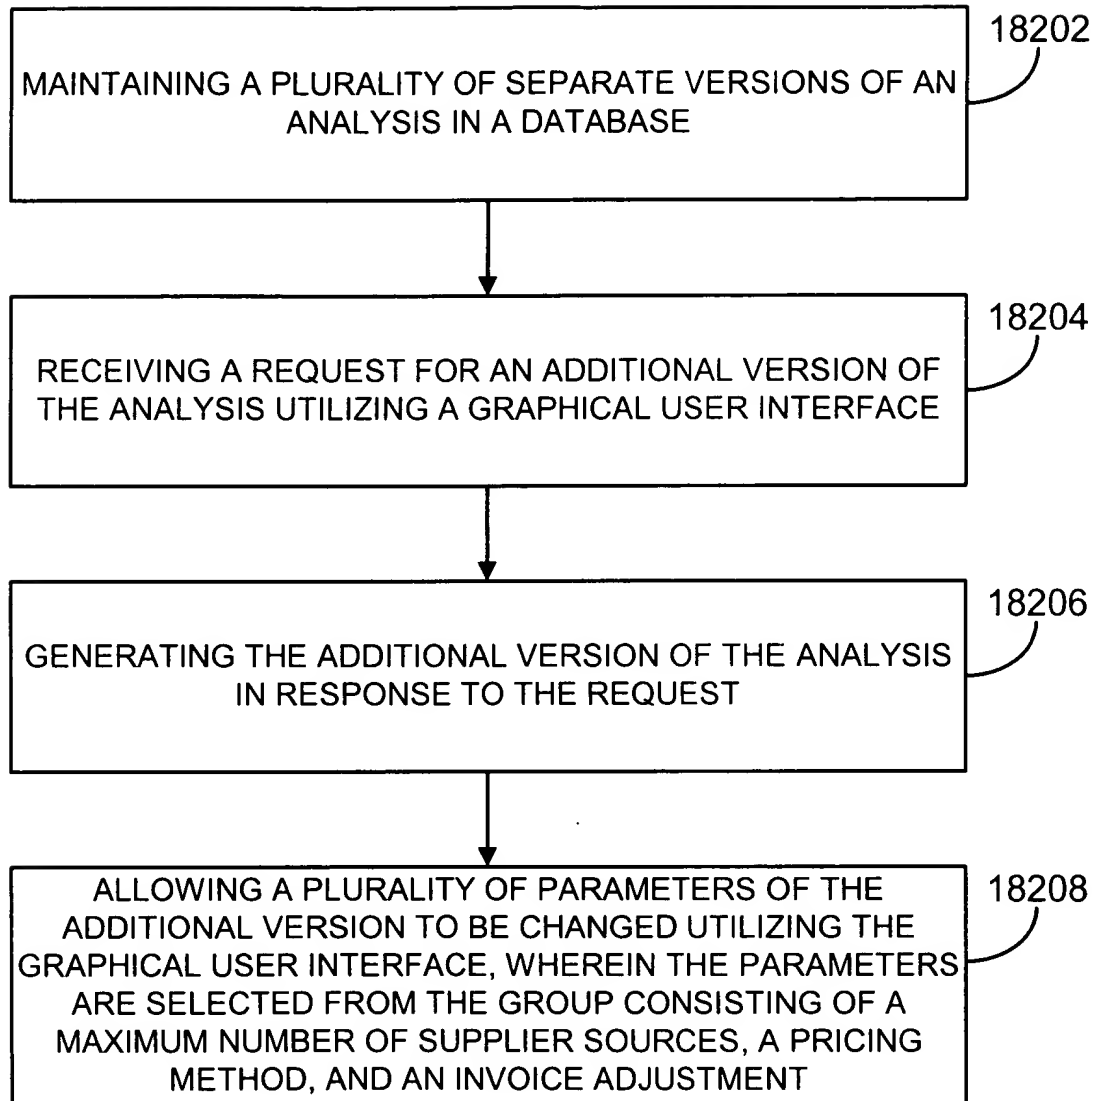 18202
MAINTAINING A PLURALITY OF SEPARATE VERSIONS OF AN
ANALYSIS IN A DATABASE
18204
RECEIVING A REQUEST FOR AN ADDITIONAL VERSION OF
THE ANALYSIS UTILIZING A GRAPHICAL USER INTERFACE
18206
GENERATING THE ADDITIONAL VERSION OF THE ANALYSIS
IN RESPONSE TO THE REQUEST
18208
ALLOWING A PLURALITY OF PARAMETERS OF THE
ADDITIONAL VERSION TO BE CHANGED UTILIZING THE
GRAPHICAL USER INTERFACE, WHEREIN THE PARAMETERS
ARE SELECTED FROM THE GROUP CONSISTING OF A
MAXIMUM NUMBER OF SUPPLIER SOURCES, A PRICING
METHOD, AND AN INVOICE ADJUSTMENT